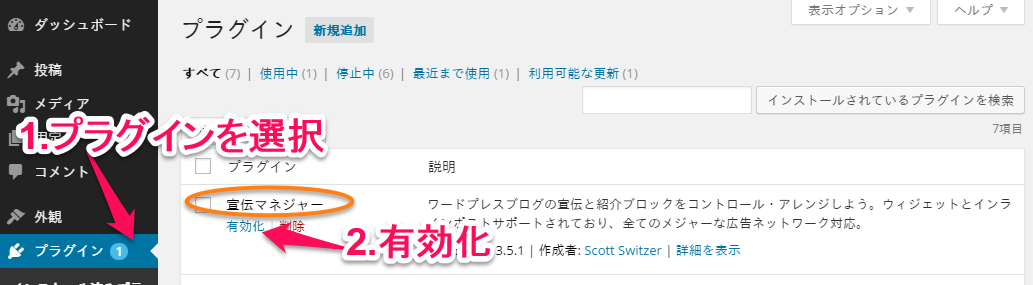 ダッシュボード
投稿
メディア
コメント
外観
プラグイン 1
プラグイン 新規追加
表示オプション ▼
ヘルプ ▼
すべて (7) | 使用中 (1) | 停止中 (6) | 最近まで使用 (1) | 利用可能な更新 (1)
インストールされているプラグインを検索
7項目
1.プラグインを選択
プラグイン
説明
宣伝マネジャー
有効化 | 削除
2.有効化
ワードプレスブログの宣伝と紹介ブロックをコントロール・アレンジしよう。ウィジェットとインラ
インポストサポートされており、全てのメジャーな広告ネットワーク対応。
3.5.1 | 作成者: Scott Switzer | 詳細を表示